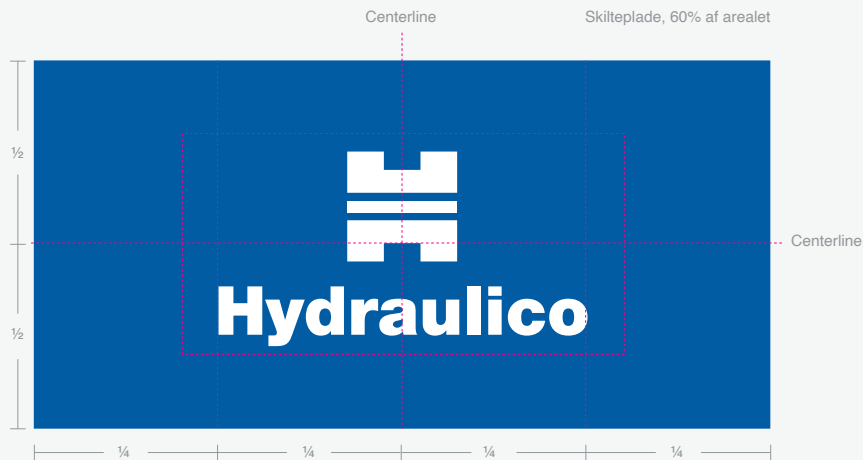 Centerline
Skilteplade, 60% af arealet
½
Centerline
Hydraulico
½
¼
¼
¼
¼